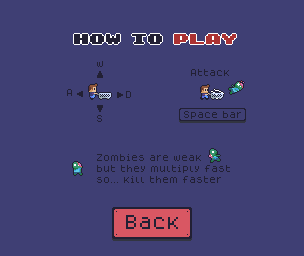 HOW TO PLAY
W
Attack
A D
S
Space bar
Zombies are weak
but they multiply fast
so... kill them faster
Back